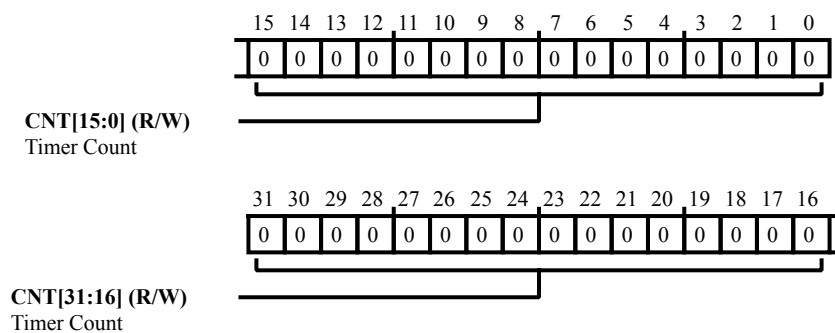 15 14 13 12 11 10 9 8 7 6 5 4 3 2 1 0
0 0 0 0 0 0 0 0 0 0 0 0 0 0 0 0
CNT[15:0] (R/W)
Timer Count
31 30 29 28 27 26 25 24 23 22 21 20 19 18 17 16
0 0 0 0 0 0 0 0 0 0 0 0 0 0 0 0
CNT[31:16] (R/W)
Timer Count